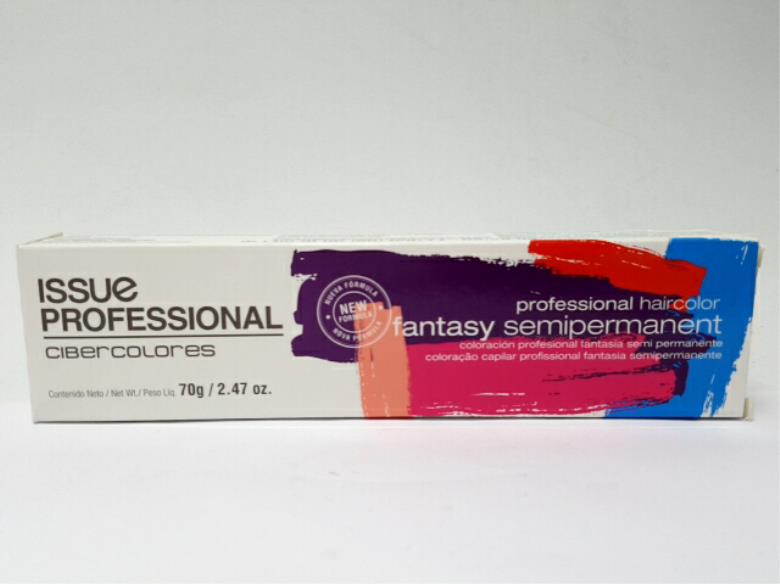 ISSUE
PROFESSIONAL
CIBERCOLORES
Contenido Neto / Net Wt./ Peso Liq. 70g / 2.47 oz.
NUEVA FÓRMULA
NEW
FORMULA
NOVA FÓRMULA
professional haircolor
fantasy semipermanent
coloración profesional fantasía semi permanente
coloração capilar profissional fantasia semipermanente